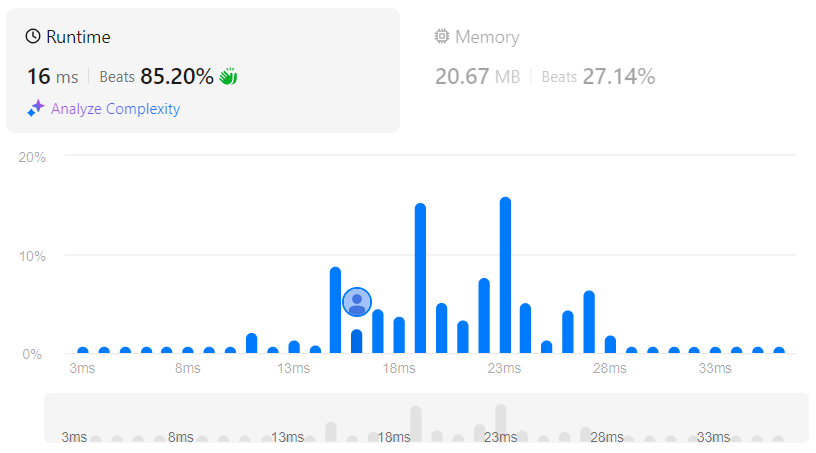 Runtime
16 ms Beats 85.20%
Analyze Complexity
Memory
20.67 MB Beats 27.14%
20%
10%
0%
3ms 8ms 13ms 18ms 23ms 28ms 33ms
3ms 8ms 13ms 18ms 23ms 28ms 33ms